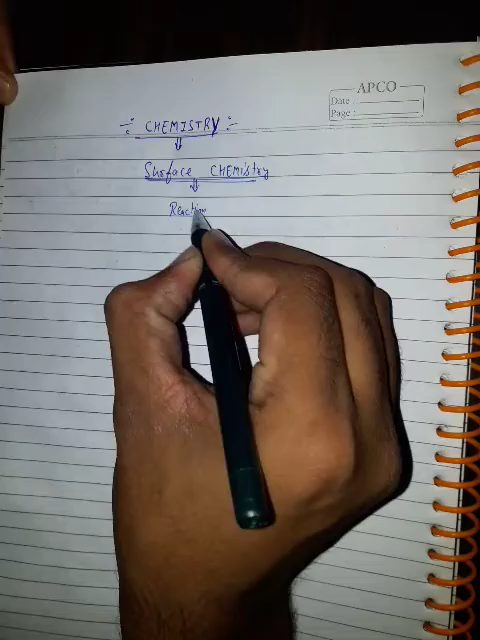 APCO
Date
Page :
÷ CHEMISTRY ÷
Surface CHEMIstry
Reaction